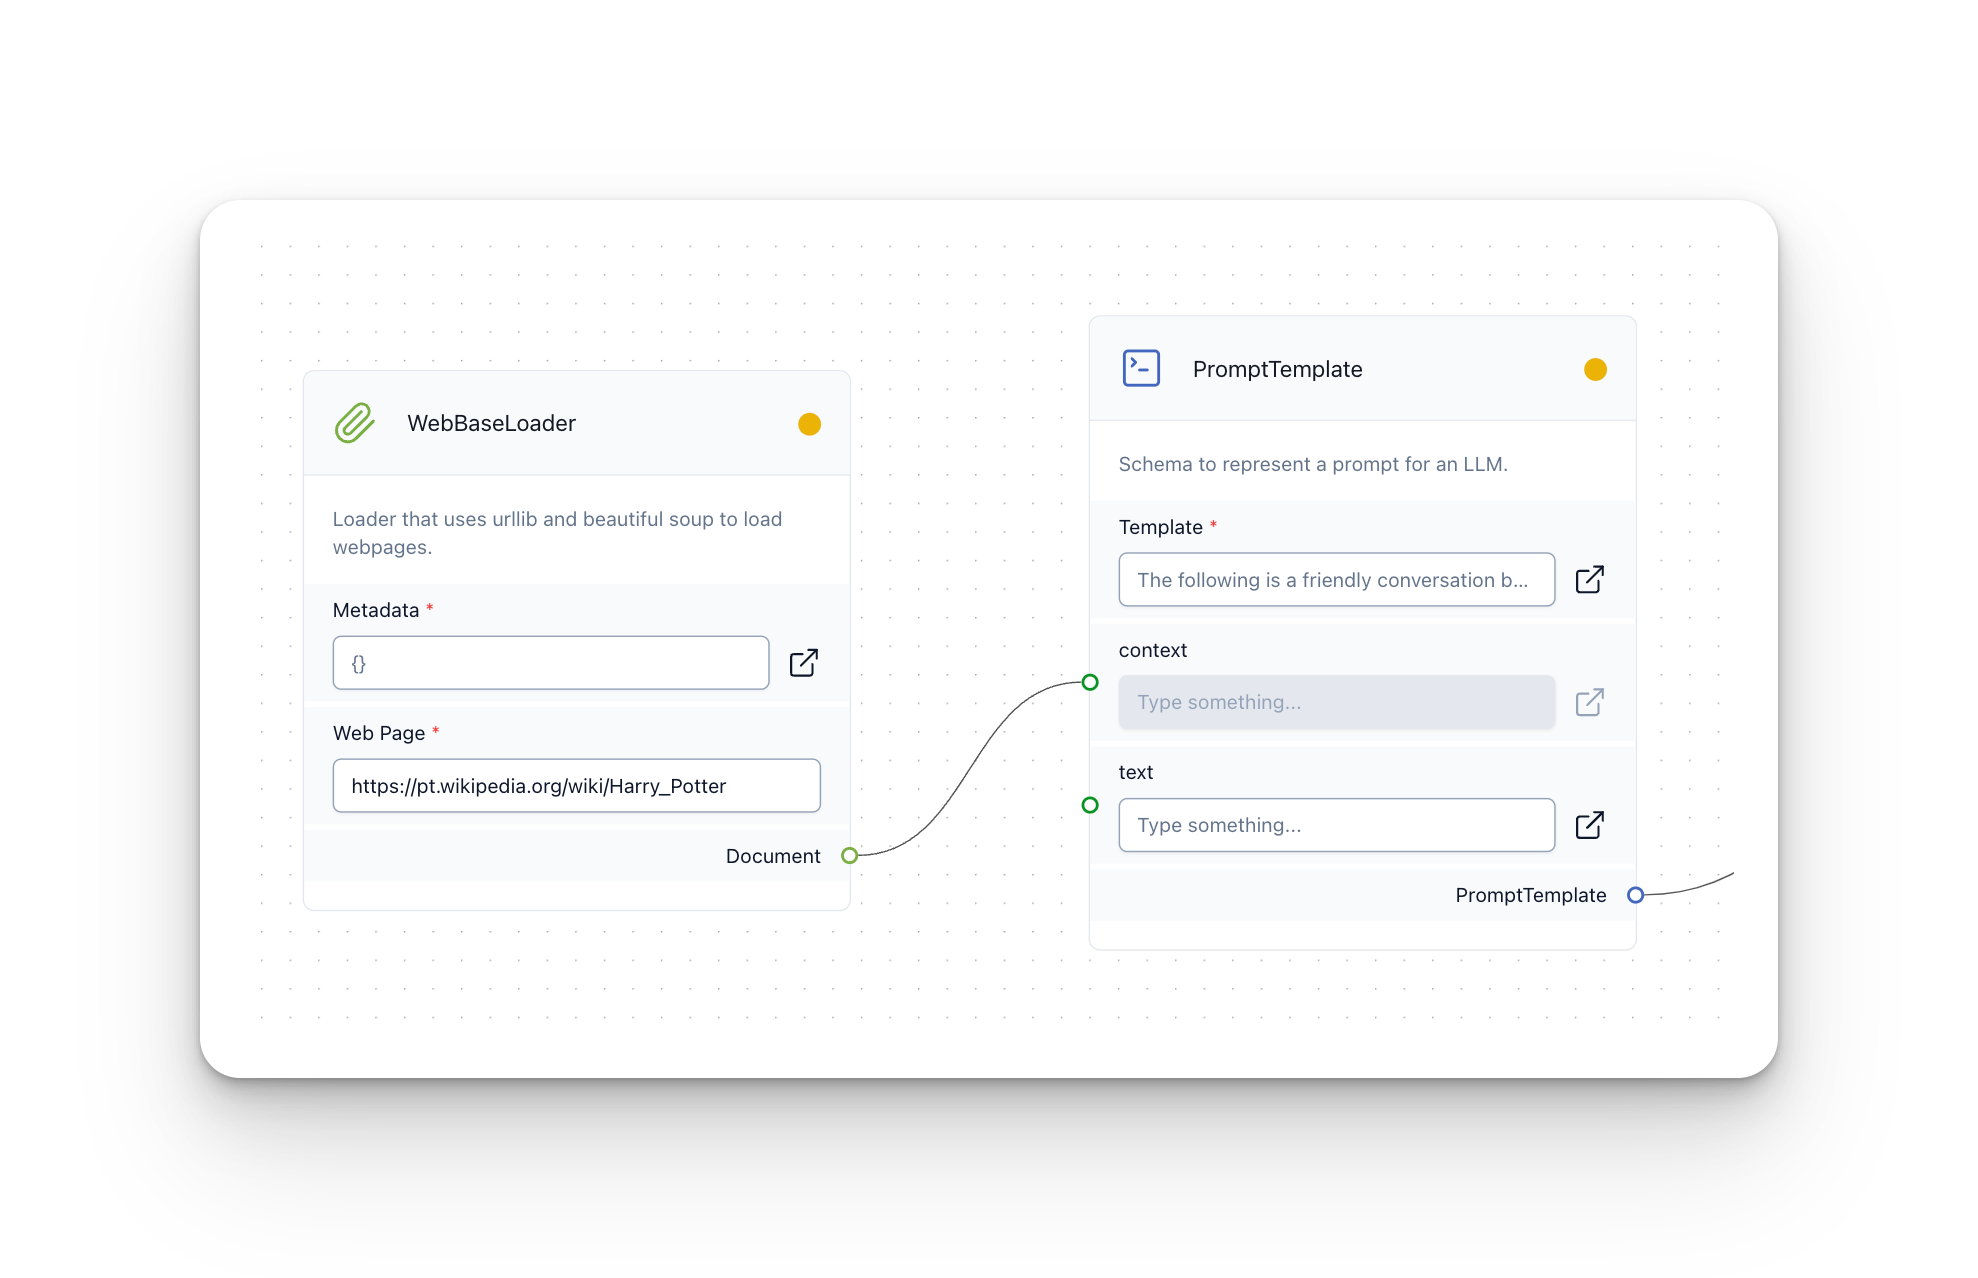 WebBaseLoader
Loader that uses urllib and beautiful soup to load
webpages.
Metadata *
{}
Web Page *
https://pt.wikipedia.org/wiki/Harry_Potter
Document
PromptTemplate
Schema to represent a prompt for an LLM.
Template *
The following is a friendly conversation b...
context
Type something...
text
Type something...
PromptTemplate